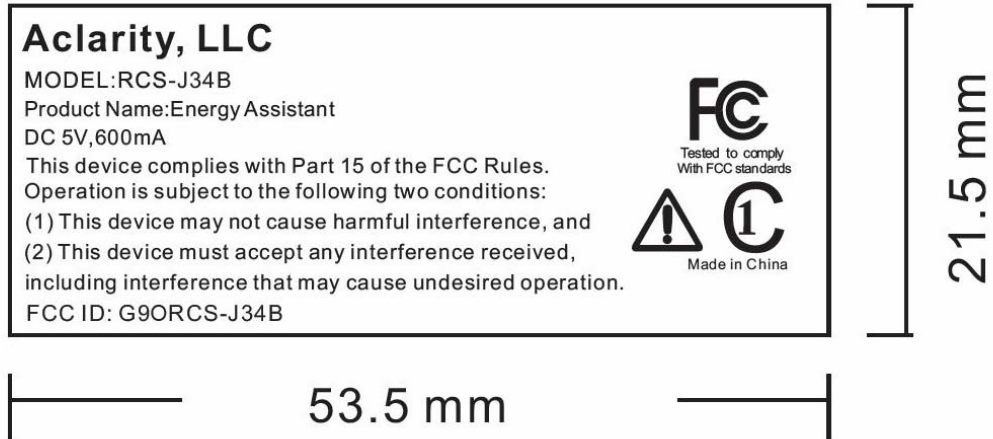 Aclarity, LLC
MODEL:RCS-J34B
Product Name:Energy Assistant
DC 5V,600mA
This device complies with Part 15 of the FCC Rules.
Operation is subject to the following two conditions:
(1) This device may not cause harmful interference, and
(2) This device must accept any interference received,
including interference that may cause undesired operation.
FCC ID: G9ORCS-J34B
FCC
Tested to comply
With FCC standards
C1
Made in China
21.5 mm
53.5 mm